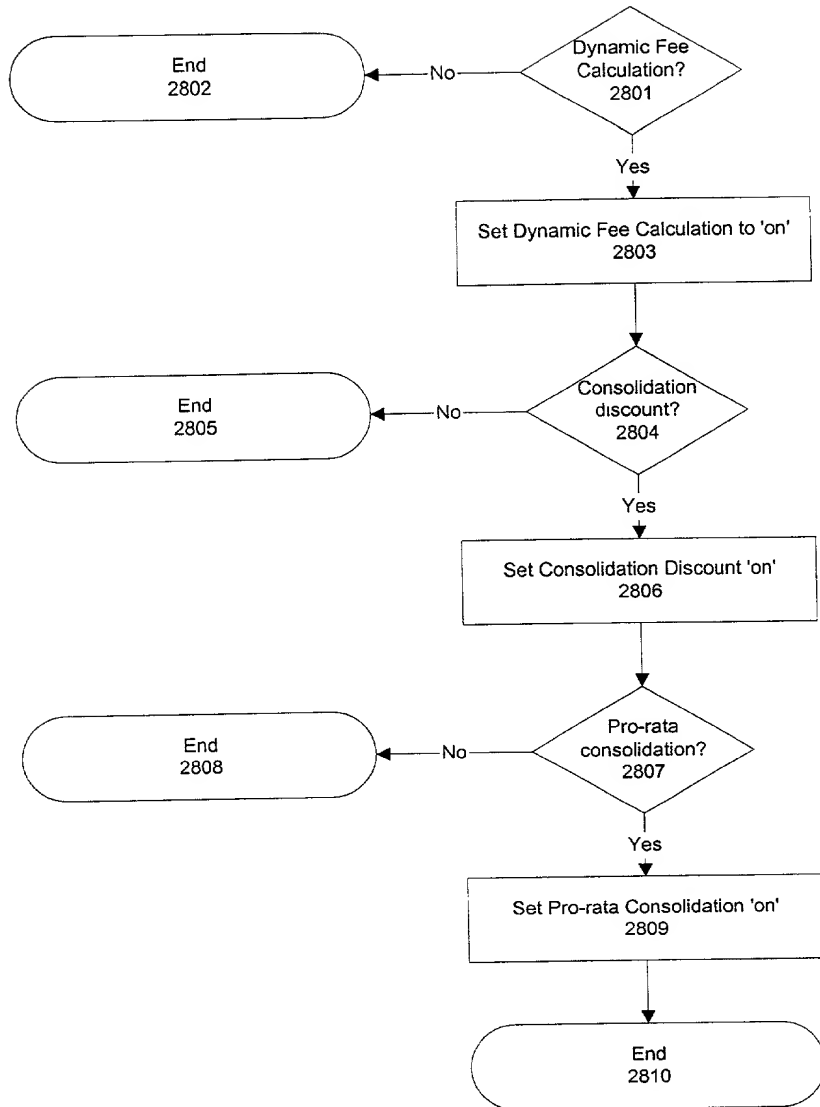 Dynamic Fee
Calculation?
2801
No
End
2802
Yes
Set Dynamic Fee Calculation to 'on'
2803
Consolidation
discount?
2804
No
End
2805
Yes
Set Consolidation Discount 'on'
2806
Pro-rata
consolidation?
2807
No
End
2808
Yes
Set Pro-rata Consolidation 'on'
2809
End
2810